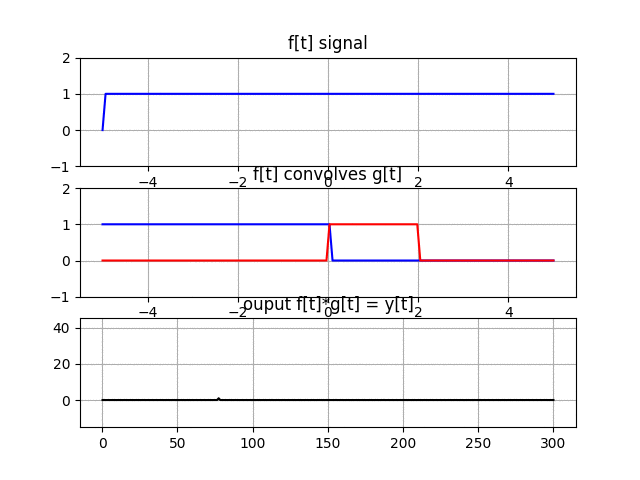 f[t] signal
2
1
0
−1
−4 −2 0 2 4
f[t] convolves g[t]
2
1
0
−1
−4 −2 0 2 4
ouput f[t]*g[t] = y[t]
40
20
0
0 50 100 150 200 250 300